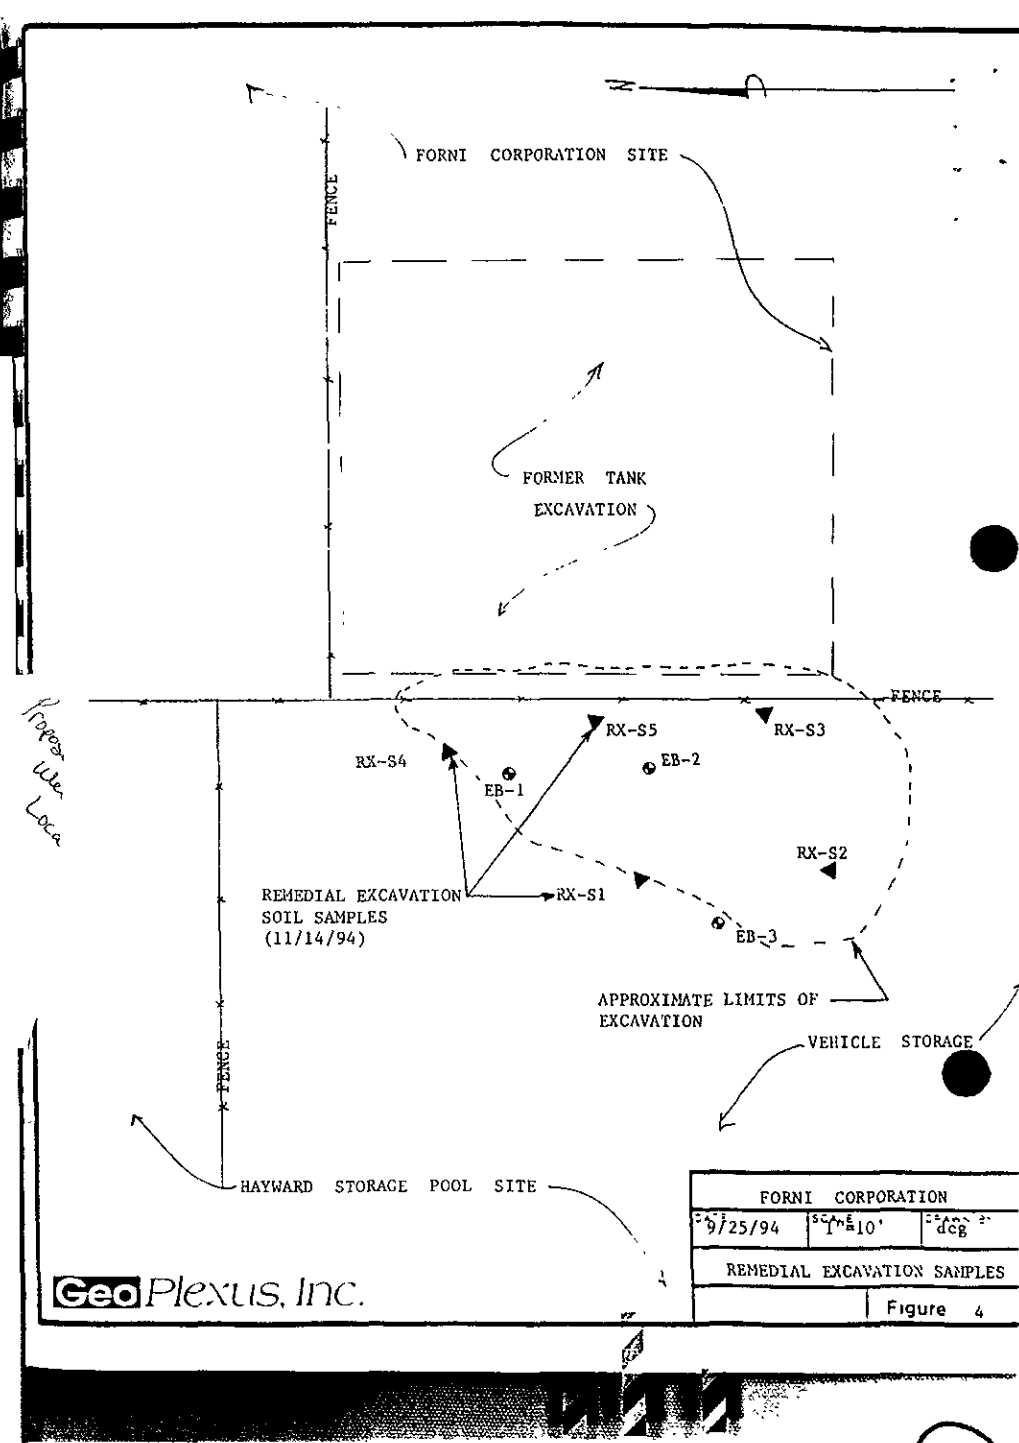 N
FORNI CORPORATION SITE
FENCE
FORMER TANK
EXCAVATION
FENCE
RX-S5
RX-S3
RX-S4
EB-2
EB-1
RX-S2
REMEDIAL EXCAVATION
SOIL SAMPLES
(11/14/94)
RX-S1
EB-3
APPROXIMATE LIMITS OF
EXCAVATION
VEHICLE STORAGE
FENCE
HAYWARD STORAGE POOL SITE
FORNI CORPORATION
DATE
9/25/94
SCALE
1"=10'
dcg
REMEDIAL EXCAVATION SAMPLES
Figure 4
GeoPlexus, Inc.